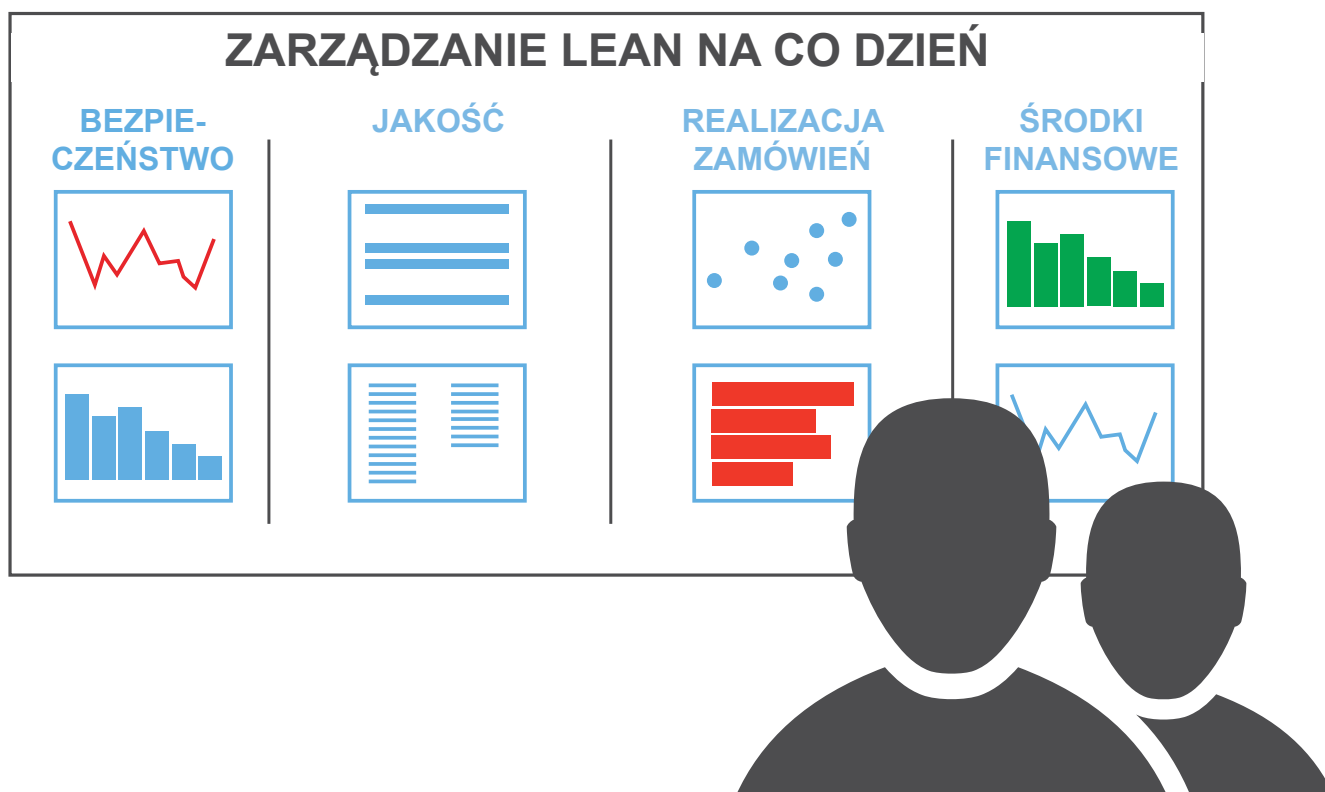 ZARZĄDZANIE LEAN NA CO DZIEŃ
BEZPIE-
CZEŃSTWO
JAKOŚĆ
REALIZACJA
ZAMÓWIEŃ
ŚRODKI
FINANSOWE